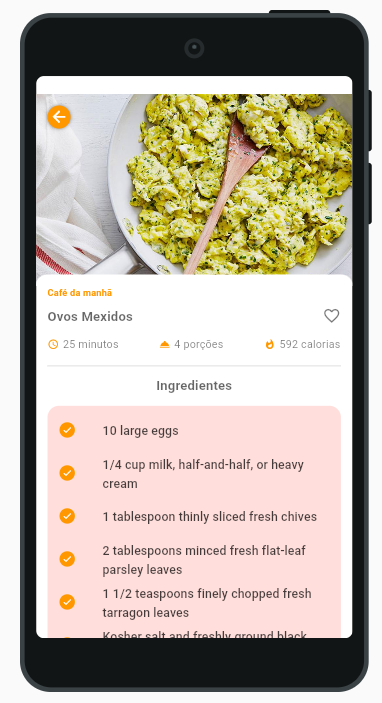 Café da manhã
Ovos Mexidos
25 minutos
4 porções
592 calorias
Ingredientes
10 large eggs
1/4 cup milk, half-and-half, or heavy
cream
1 tablespoon thinly sliced fresh chives
2 tablespoons minced fresh flat-leaf
parsley leaves
1 1/2 teaspoons finely chopped fresh
tarragon leaves
Kosher salt and freshly ground black